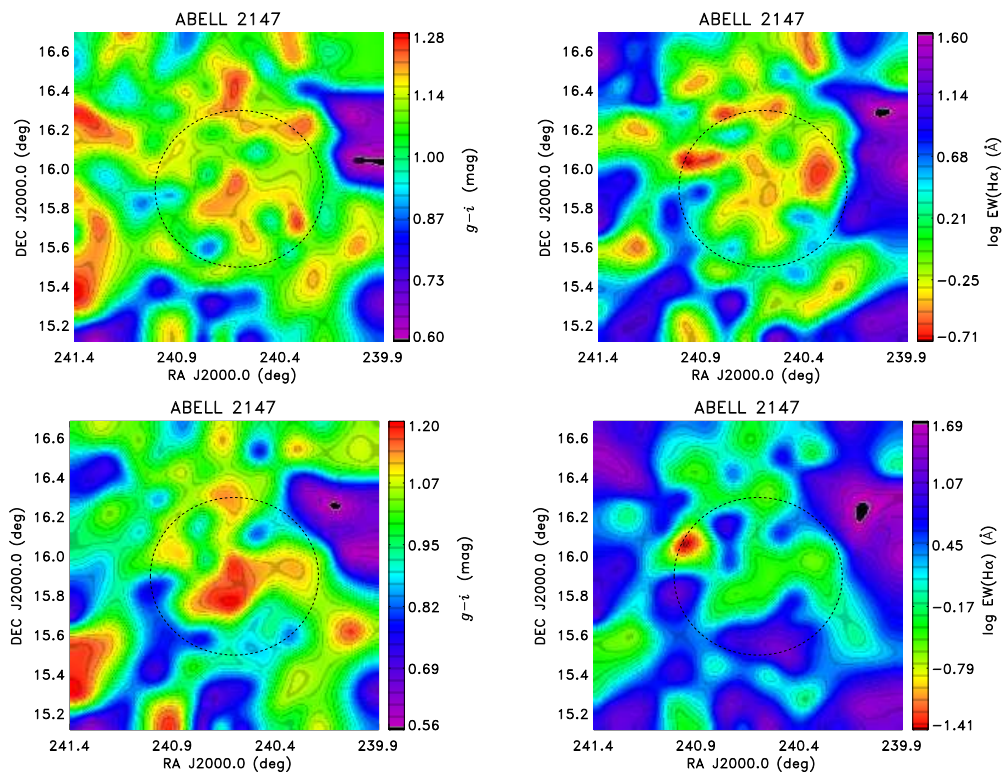 ABELL 2147
16.6
16.4
16.2
16.0
15.8
15.6
15.4
15.2
DEC J2000.0 (deg)
241.4 240.9 240.4 239.9
RA J2000.0 (deg)
1.28
1.14
1.00
0.87
0.73
0.60
g-i (mag)
ABELL 2147
16.6
16.4
16.2
16.0
15.8
15.6
15.4
15.2
DEC J2000.0 (deg)
241.4 240.9 240.4 239.9
RA J2000.0 (deg)
1.60
1.14
0.68
0.21
−0.25
−0.71
log EW(Hα) (Å)
ABELL 2147
16.6
16.4
16.2
16.0
15.8
15.6
15.4
15.2
DEC J2000.0 (deg)
241.4 240.9 240.4 239.9
RA J2000.0 (deg)
1.20
1.07
0.95
0.82
0.69
0.56
g-i (mag)
ABELL 2147
16.6
16.4
16.2
16.0
15.8
15.6
15.4
15.2
DEC J2000.0 (deg)
241.4 240.9 240.4 239.9
RA J2000.0 (deg)
1.69
1.07
0.45
−0.17
−0.79
−1.41
log EW(Hα) (Å)